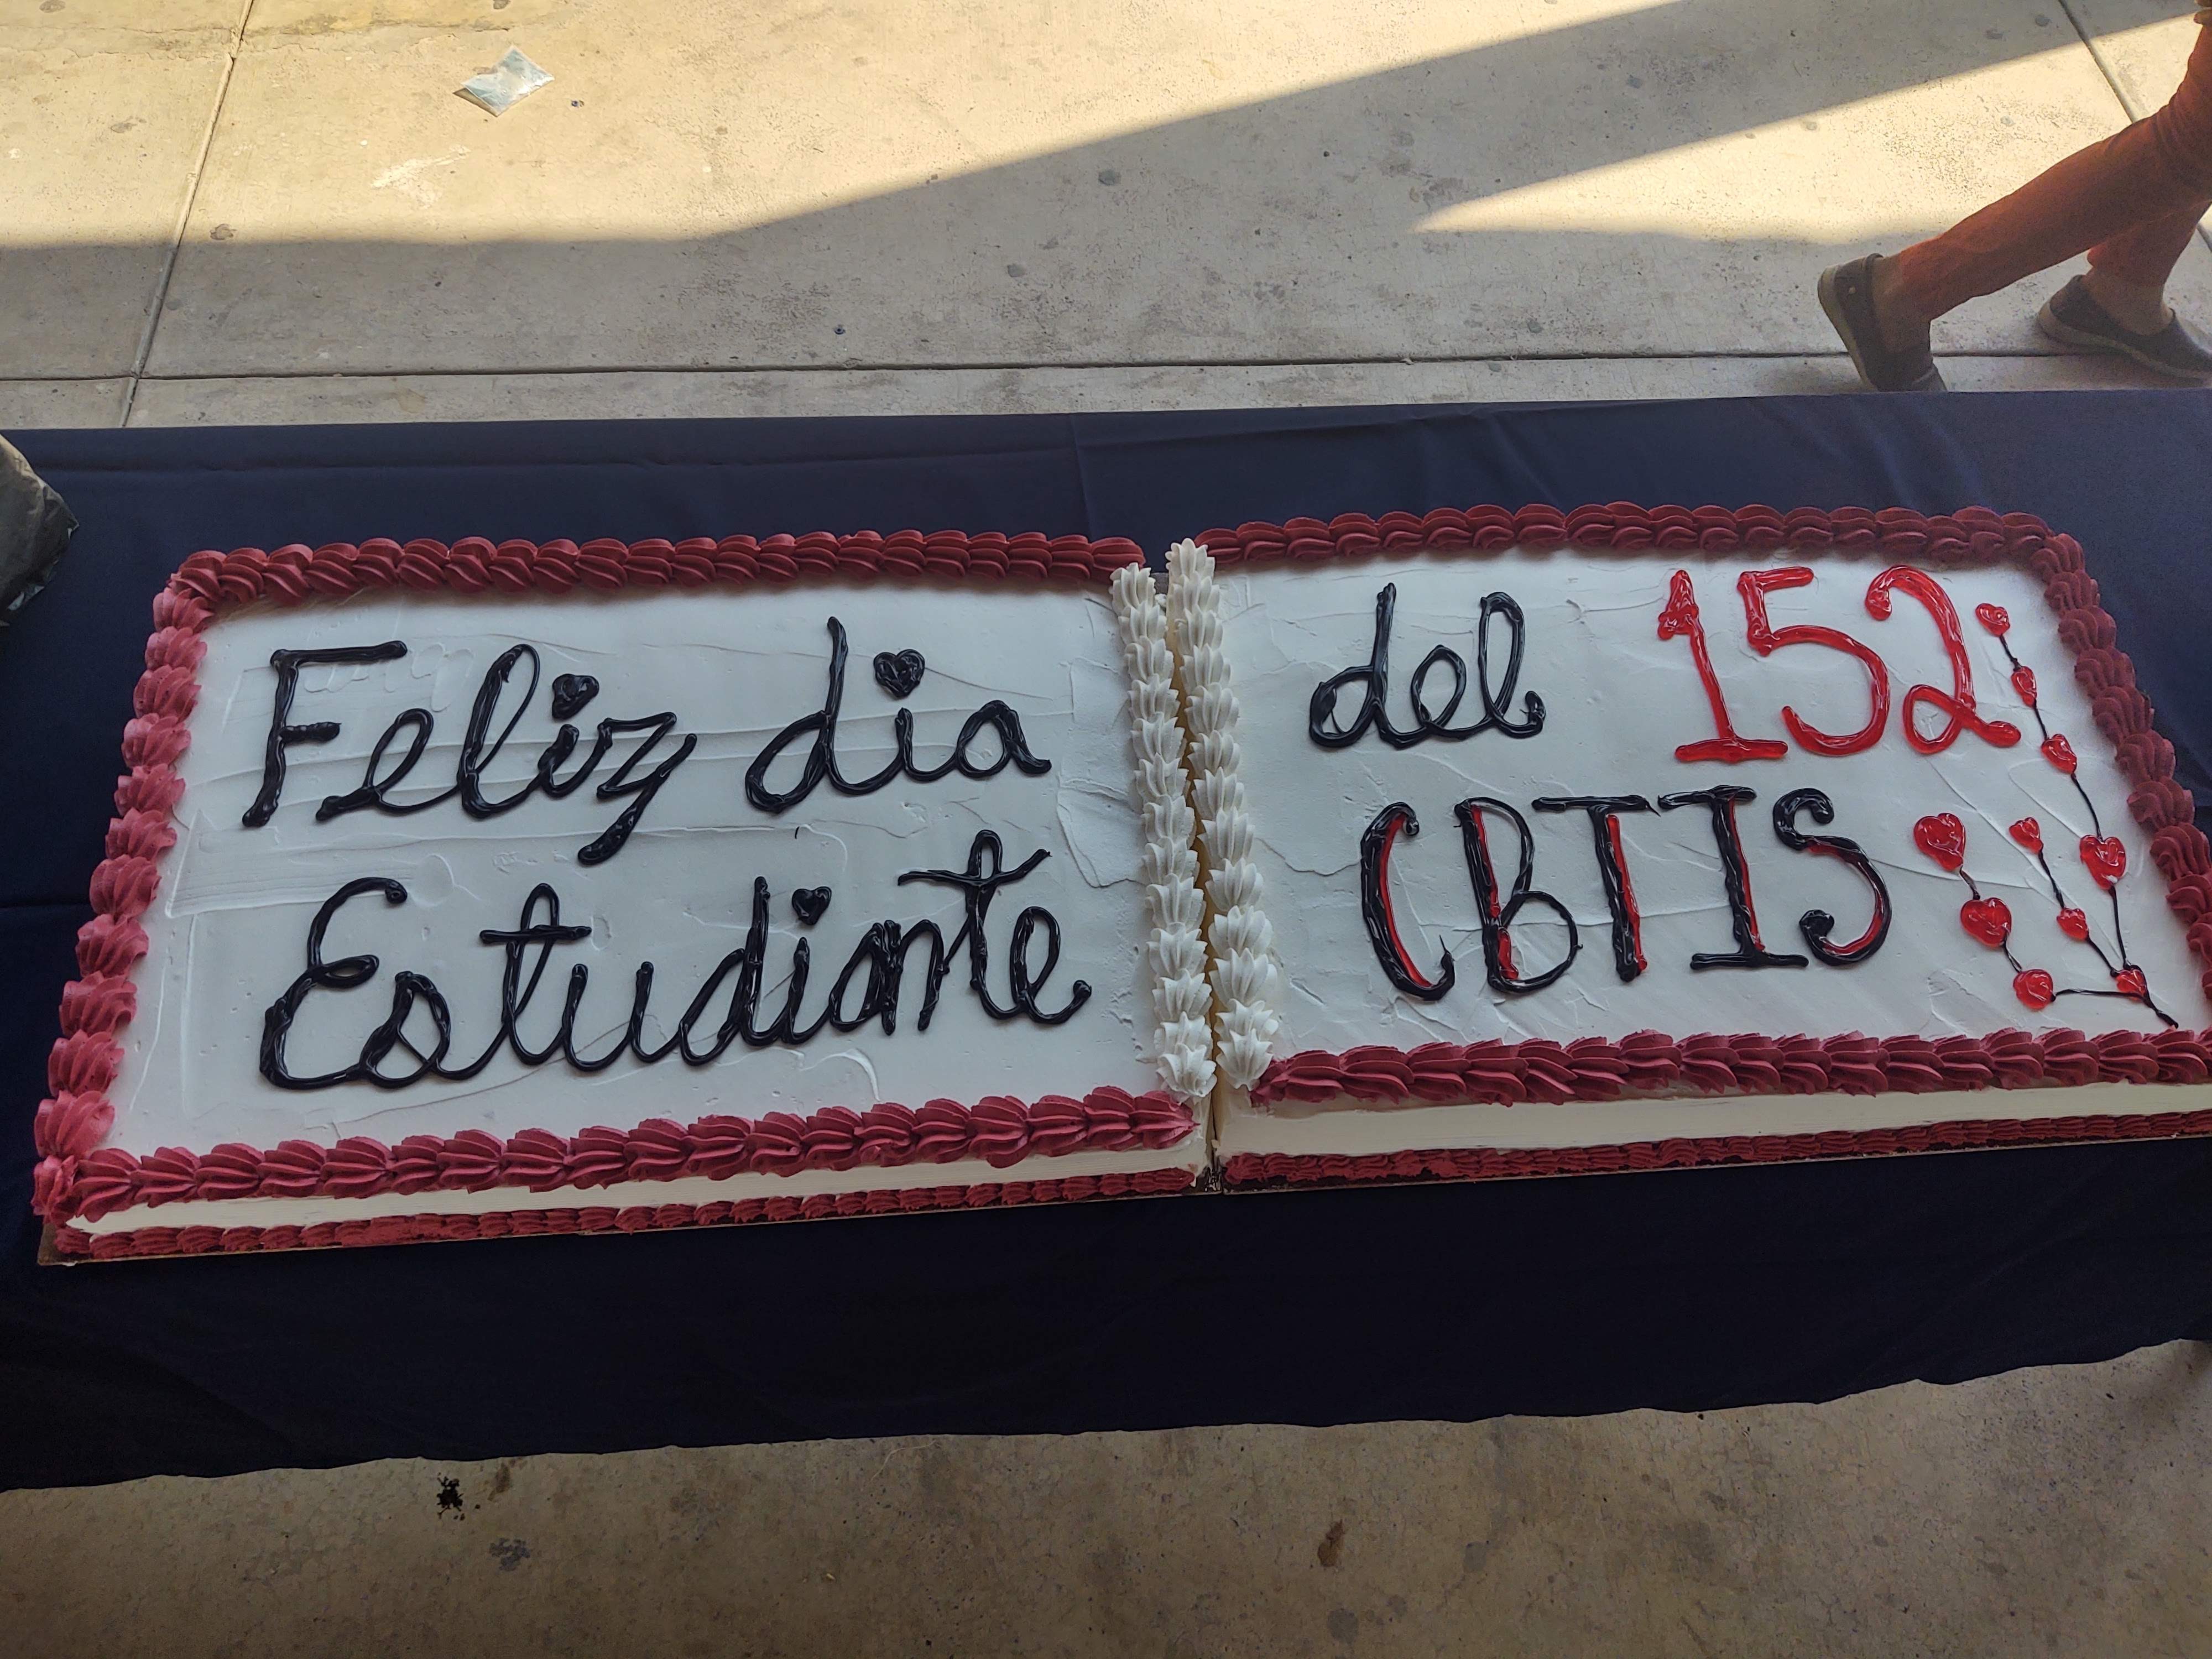 Feliz dia
Estudiante
del 152
CBTIS